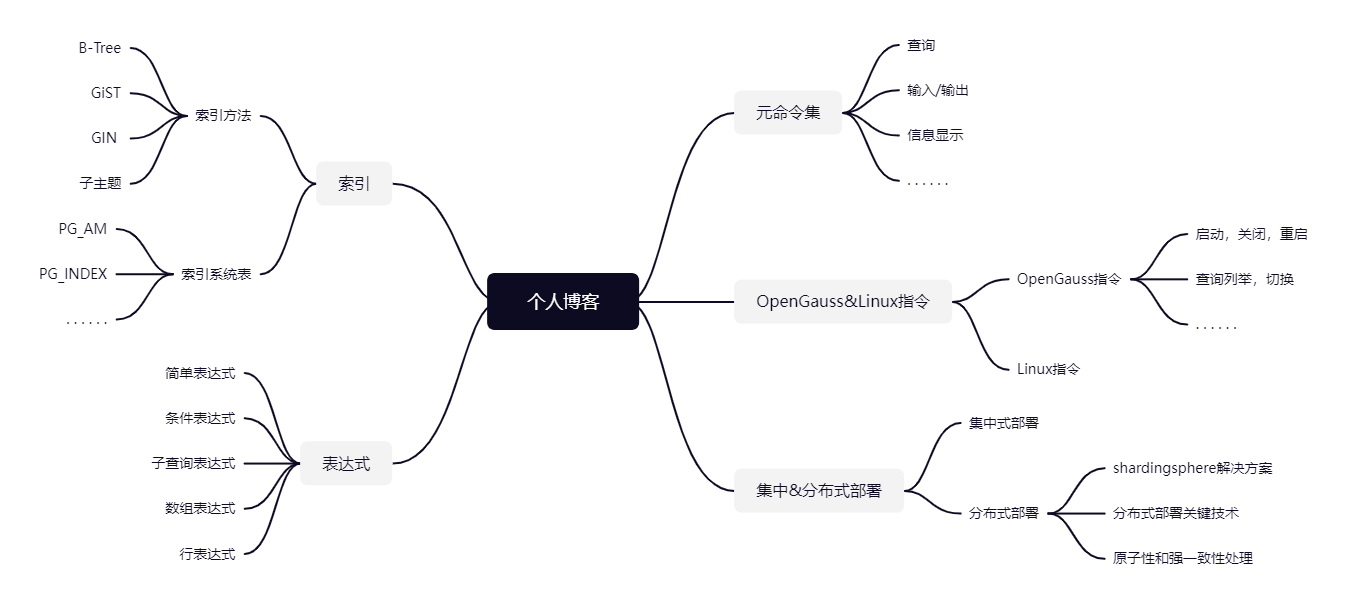 个人博客
元命令集
查询
输入/输出
信息显示
. . . . . .
OpenGauss&Linux指令
OpenGauss指令
启动，关闭，重启
查询列举，切换
. . . . . .
Linux指令
集中&分布式部署
集中式部署
分布式部署
shardingsphere解决方案
分布式部署关键技术
原子性和强一致性处理
索引
索引方法
B-Tree
GiST
GIN
子主题
索引系统表
PG_AM
PG_INDEX
. . . . . .
表达式
简单表达式
条件表达式
子查询表达式
数组表达式
行表达式